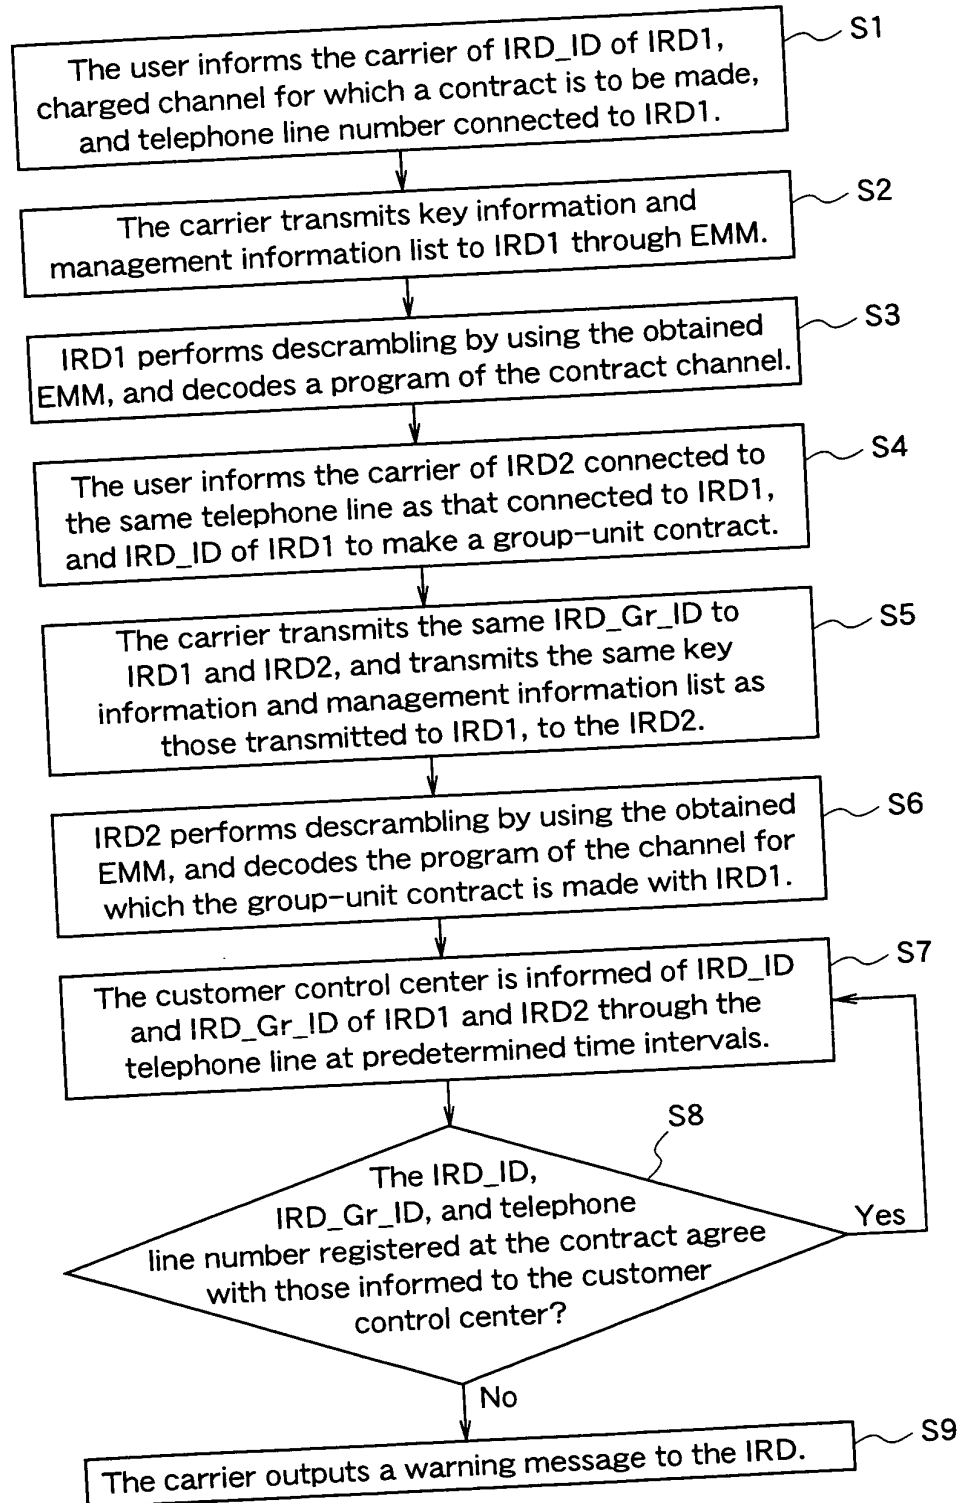 The user informs the carrier of IRD_ID of IRD1,
charged channel for which a contract is to be made,
and telephone line number connected to IRD1.
S1
The carrier transmits key information and
management information list to IRD1 through EMM.
S2
IRD1 performs descrambling by using the obtained
EMM, and decodes a program of the contract channel.
S3
The user informs the carrier of IRD2 connected to
the same telephone line as that connected to IRD1,
and IRD_ID of IRD1 to make a group-unit contract.
S4
The carrier transmits the same IRD_Gr_ID to
IRD1 and IRD2, and transmits the same key
information and management information list as
those transmitted to IRD1, to the IRD2.
S5
IRD2 performs descrambling by using the obtained
EMM, and decodes the program of the channel for
which the group-unit contract is made with IRD1.
S6
The customer control center is informed of IRD_ID
and IRD_Gr_ID of IRD1 and IRD2 through the
telephone line at predetermined time intervals.
S7
S8
The IRD_ID,
IRD_Gr_ID, and telephone
line number registered at the contract agree
with those informed to the customer
control center?
Yes
No
The carrier outputs a warning message to the IRD.
S9